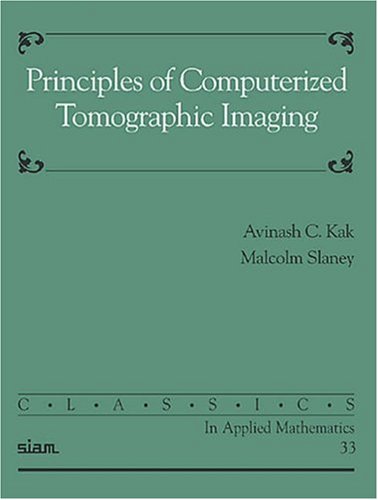 Principles of Computerized
Tomographic Imaging
Avinash C. Kak
Malcolm Slaney
C • L • A • S • S • I • C • S
In Applied Mathematics
siam
33